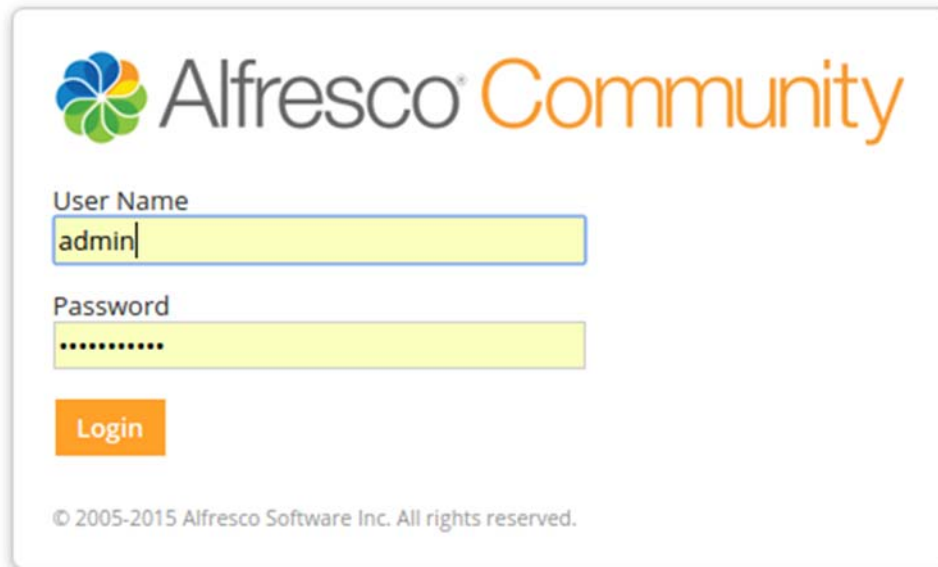 Alfresco® Community
User Name
admin
Password
•••••••••••
Login
© 2005-2015 Alfresco Software Inc. All rights reserved.